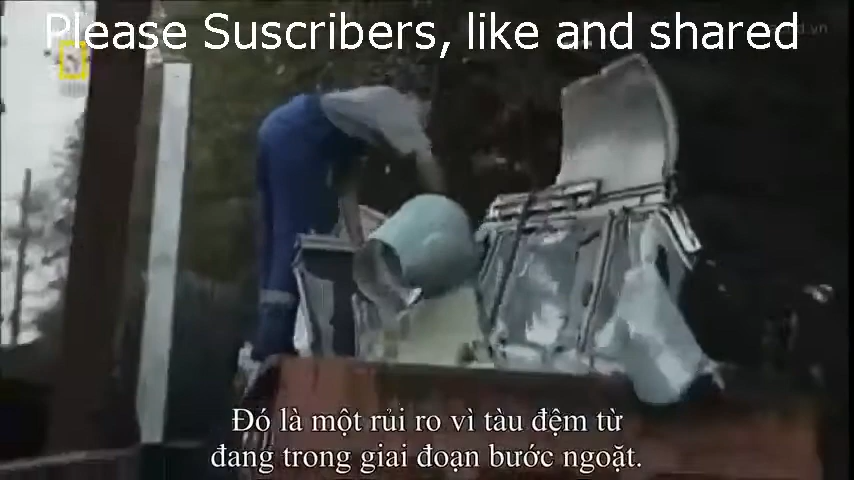 Please Suscribers, like and shared
Đó là một rủi ro vì tàu đệm từ
đang trong giai đoạn bước ngoặt.